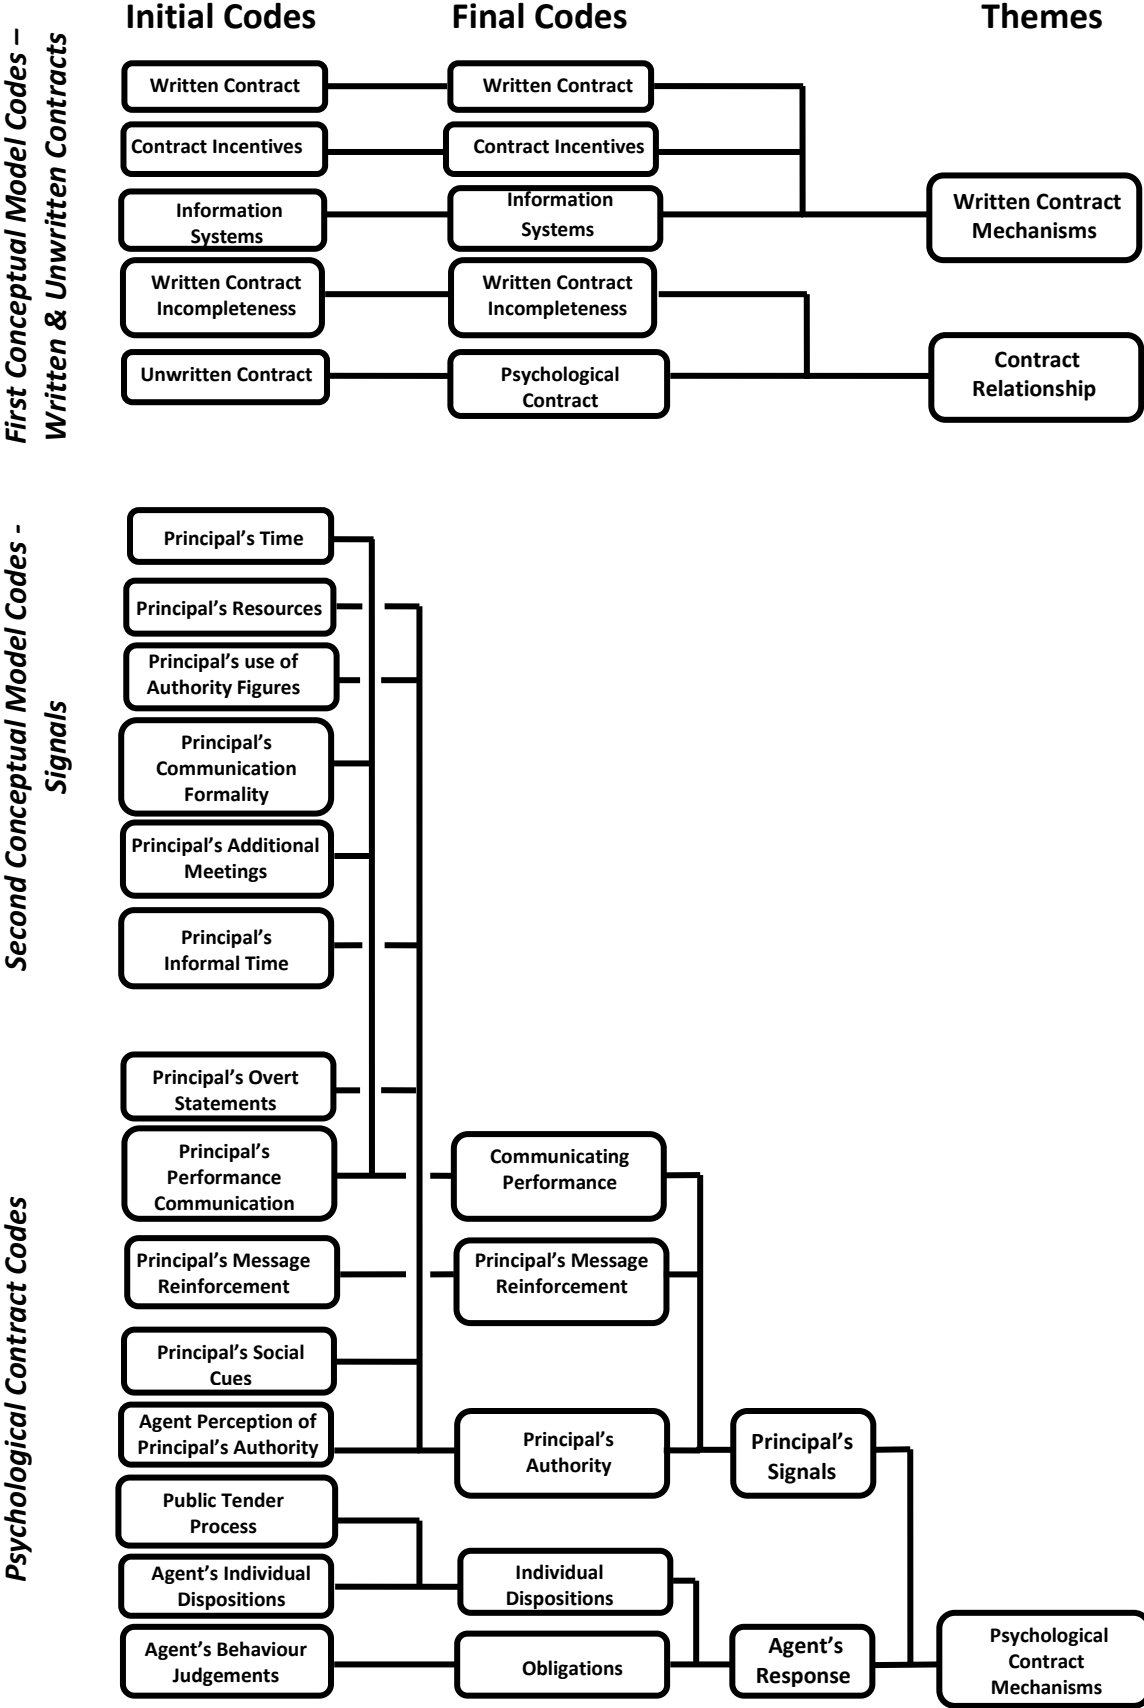 Initial Codes
Final Codes
Themes
First Conceptual Model Codes –
Written & Unwritten Contracts
Written Contract
Written Contract
Contract Incentives
Contract Incentives
Information
Systems
Information
Systems
Written Contract
Mechanisms
Written Contract
Incompleteness
Written Contract
Incompleteness
Unwritten Contract
Psychological
Contract
Contract
Relationship
Second Conceptual Model Codes -
Signals
Principal's Time
Principal's Resources
Principal's use of
Authority Figures
Principal's
Communication
Formality
Principal's Additional
Meetings
Principal's
Informal Time
Psychological Contract Codes
Principal's Overt
Statements
Principal's
Performance
Communication
Communicating
Performance
Principal's Message
Reinforcement
Principal's Message
Reinforcement
Principal's Social
Cues
Agent Perception of
Principal's Authority
Principal's
Authority
Principal's
Signals
Public Tender
Process
Agent's Individual
Dispositions
Individual
Dispositions
Agent's Behaviour
Judgements
Obligations
Agent's
Response
Psychological
Contract
Mechanisms